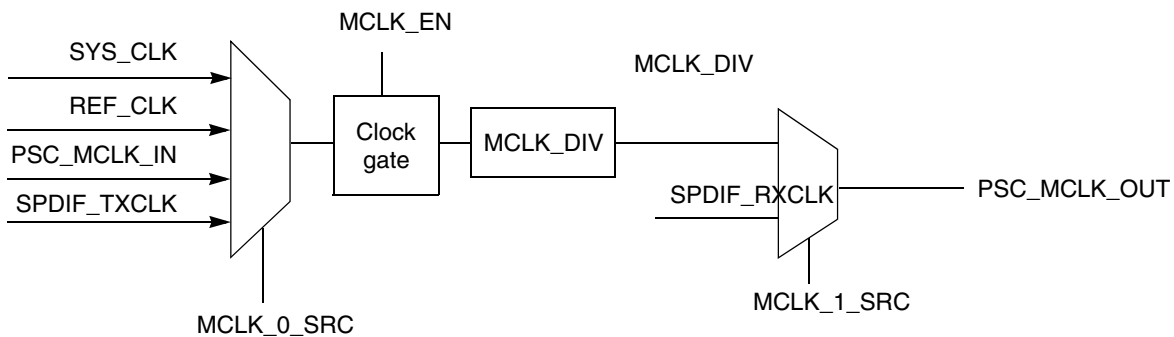 MCLK_EN
SYS_CLK
MCLK_DIV
REF_CLK
Clock
gate
MCLK_DIV
PSC_MCLK_IN
SPDIF_TXCLK
SPDIF_RXCLK
PSC_MCLK_OUT
MCLK_1_SRC
MCLK_0_SRC